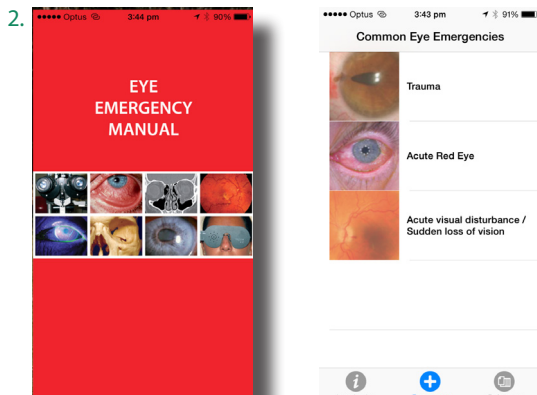 2.
Optus 3:44 pm 90%
EYE
EMERGENCY
MANUAL
Optus 3:43 pm 91%
Common Eye Emergencies
Trauma
Acute Red Eye
Acute visual disturbance /
Sudden loss of vision
i